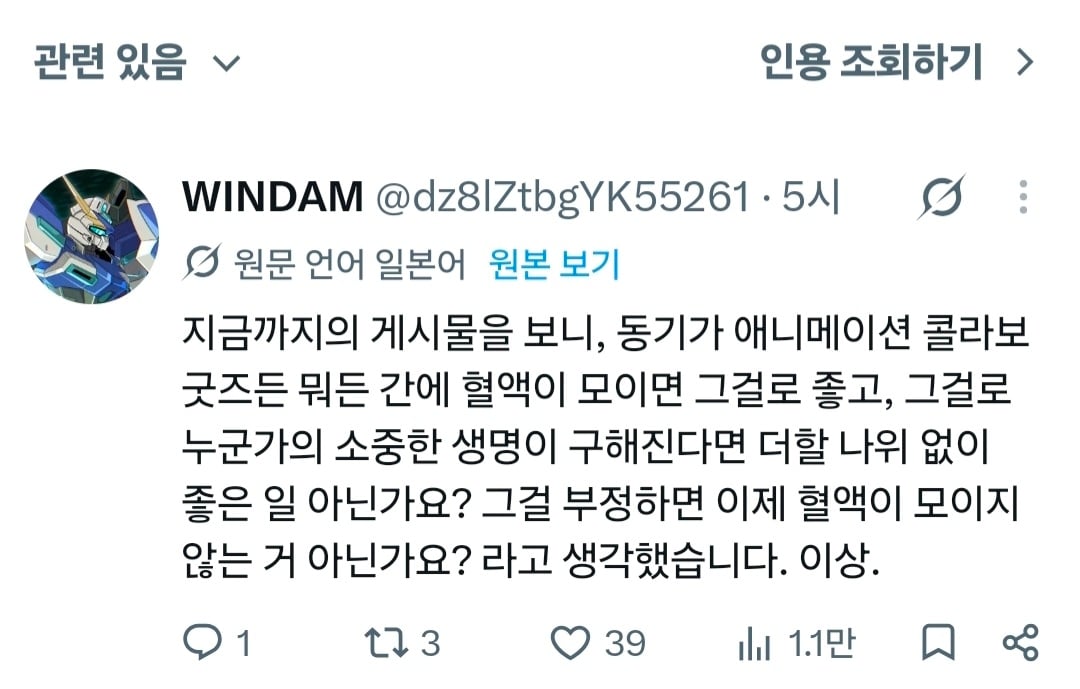 관련 있음
인용 조회하기
WINDAM @dz8lZtbgYK55261 · 5시
원문 언어 일본어 원본 보기
지금까지의 게시물을 보니, 동기가 애니메이션 콜라보
굿즈든 뭐든 간에 혈액이 모이면 그걸로 좋고, 그걸로
누군가의 소중한 생명이 구해진다면 더할 나위 없이
좋은 일 아닌가요? 그걸 부정하면 이제 혈액이 모이지
않는 거 아닌가요? 라고 생각했습니다. 이상.
1 3 39 1.1만